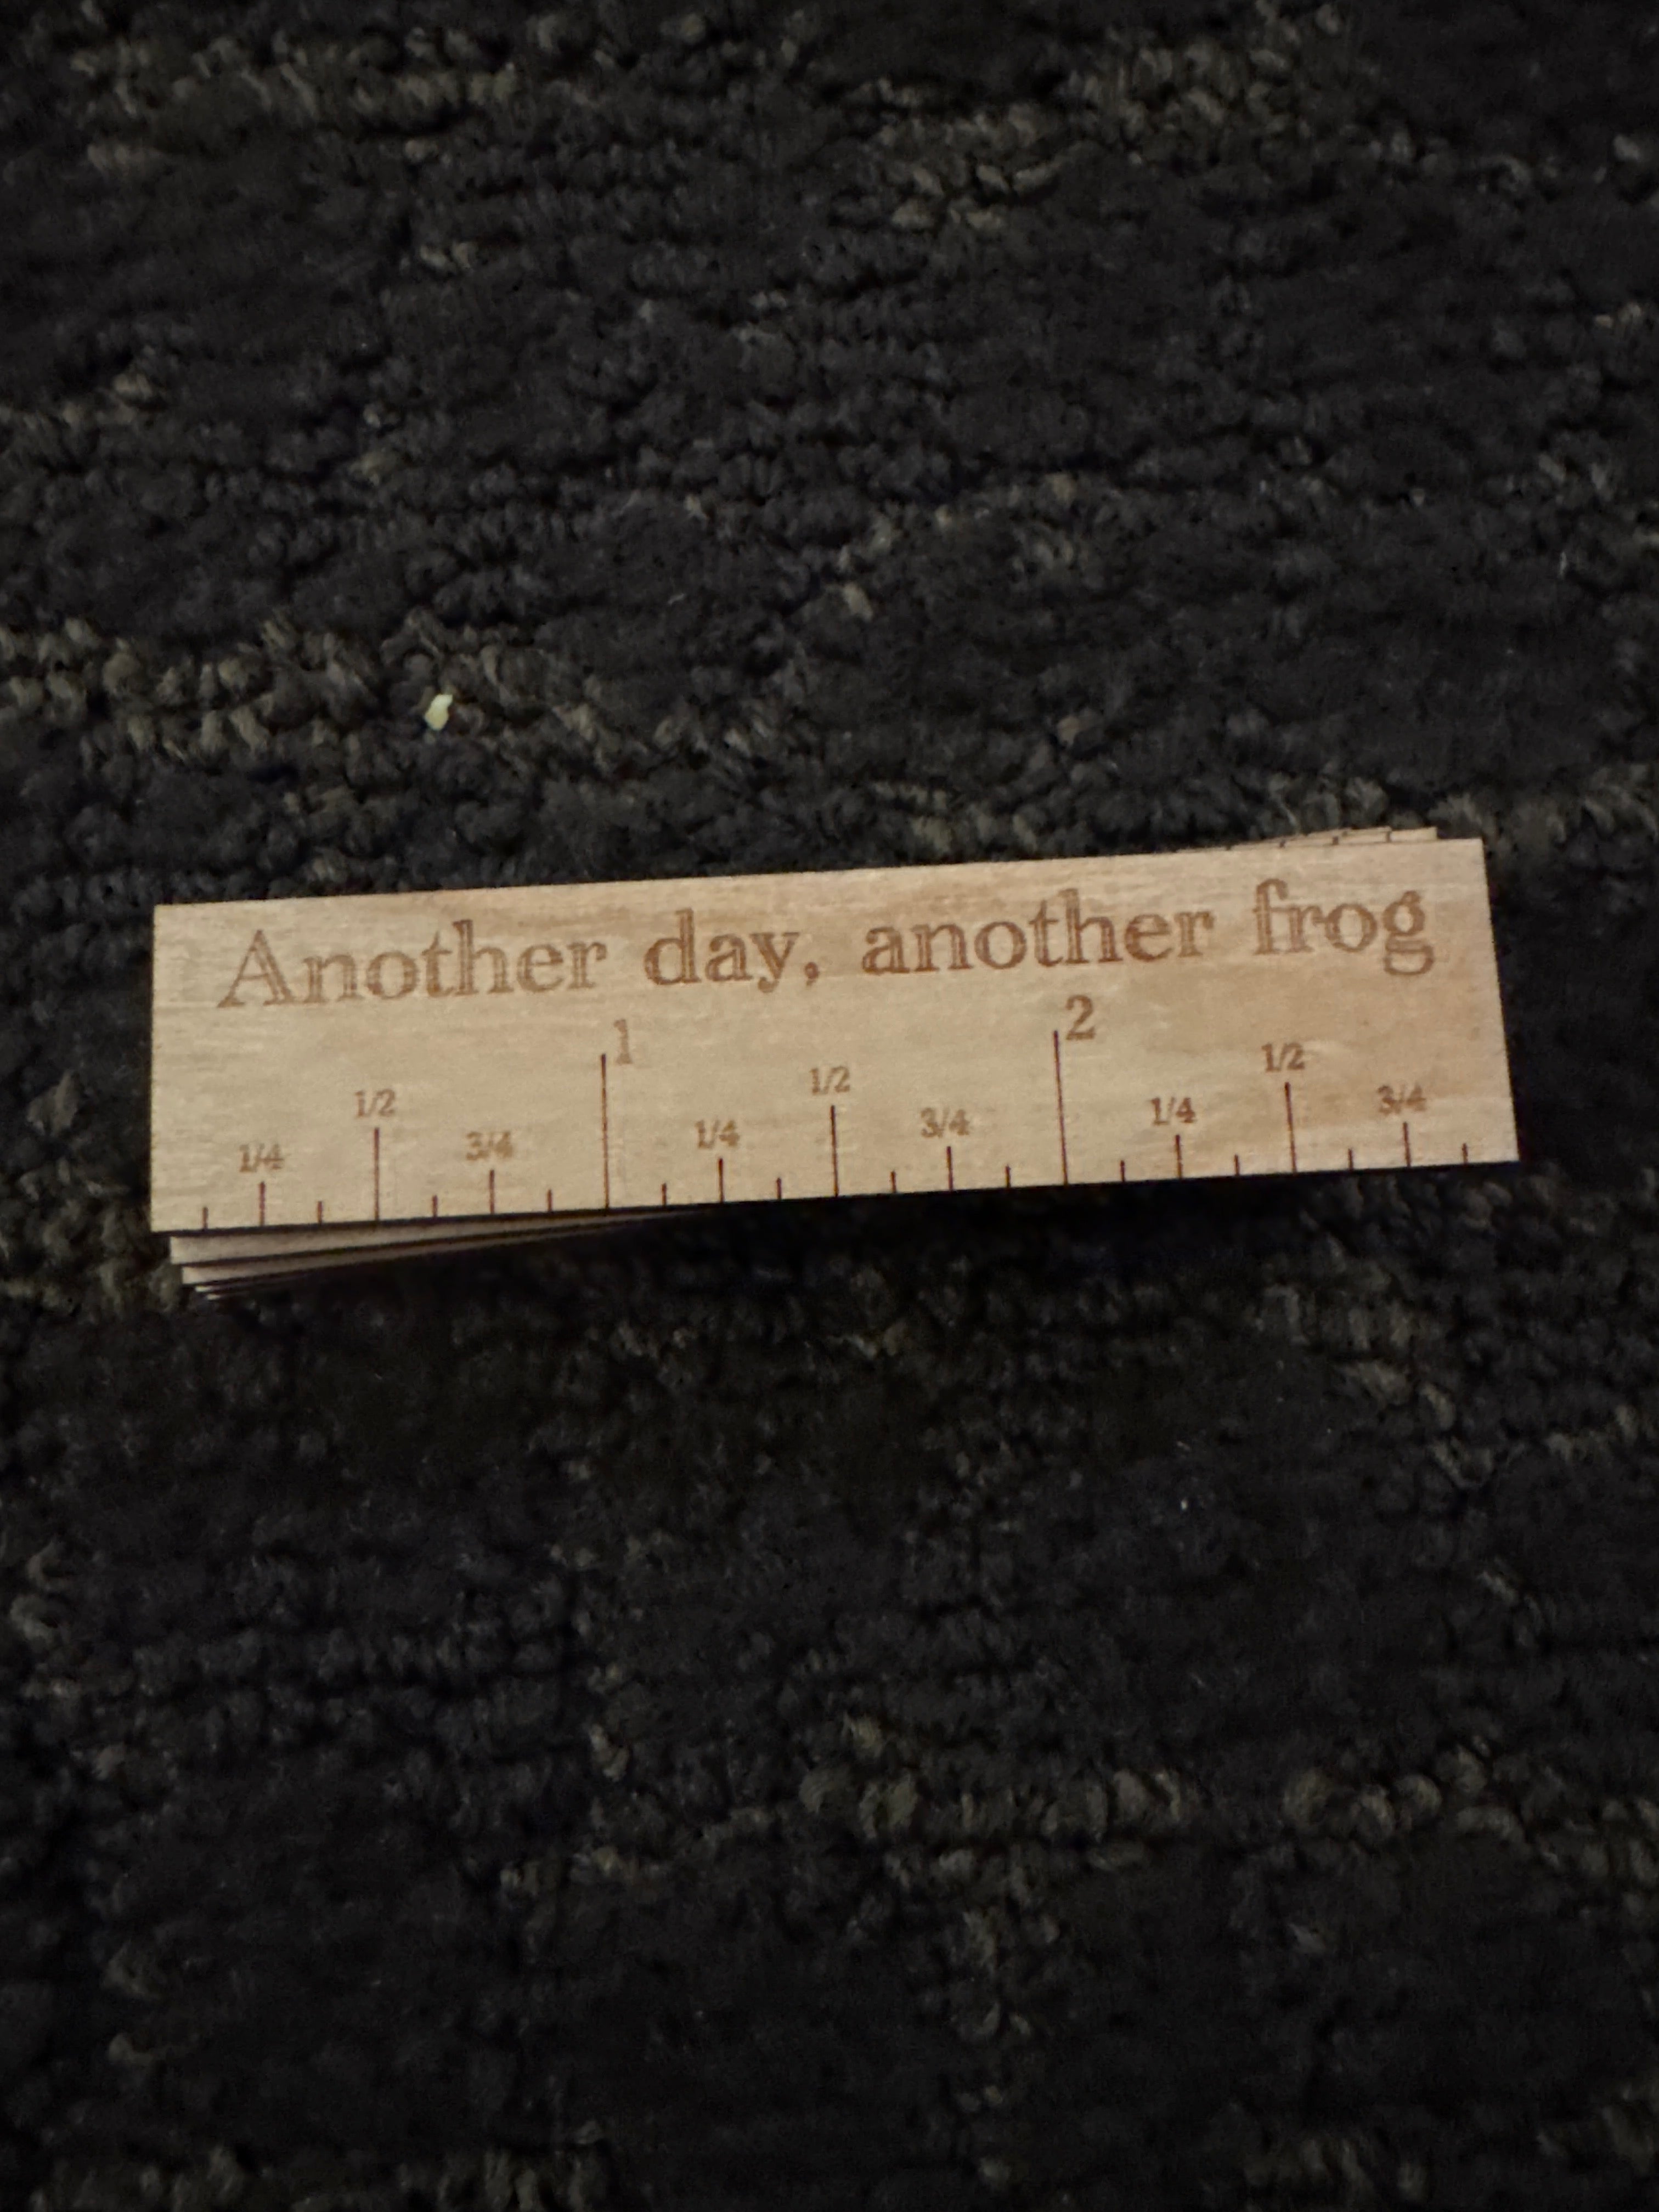 Another day, another frog
1 2
1/4 1/2 3/4 1/4 1/2 3/4 1/4 1/2 3/4